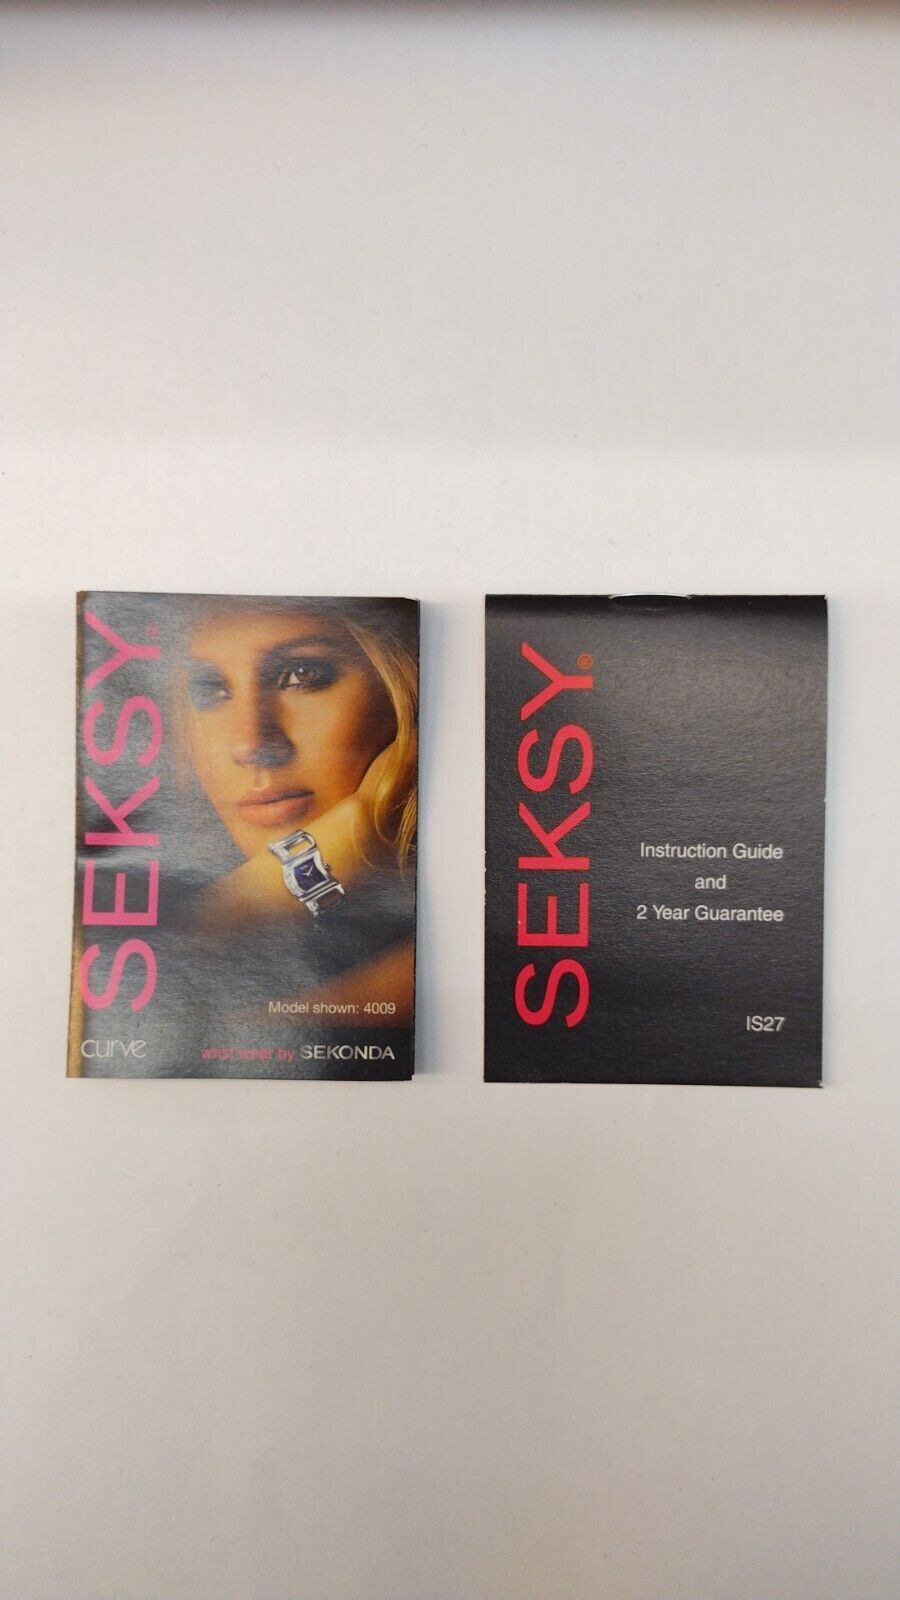 SEKSY®
Model shown: 4009
curve
wrist wear by SEKONDA
SEKSY®
Instruction Guide
and
2 Year Guarantee
IS27